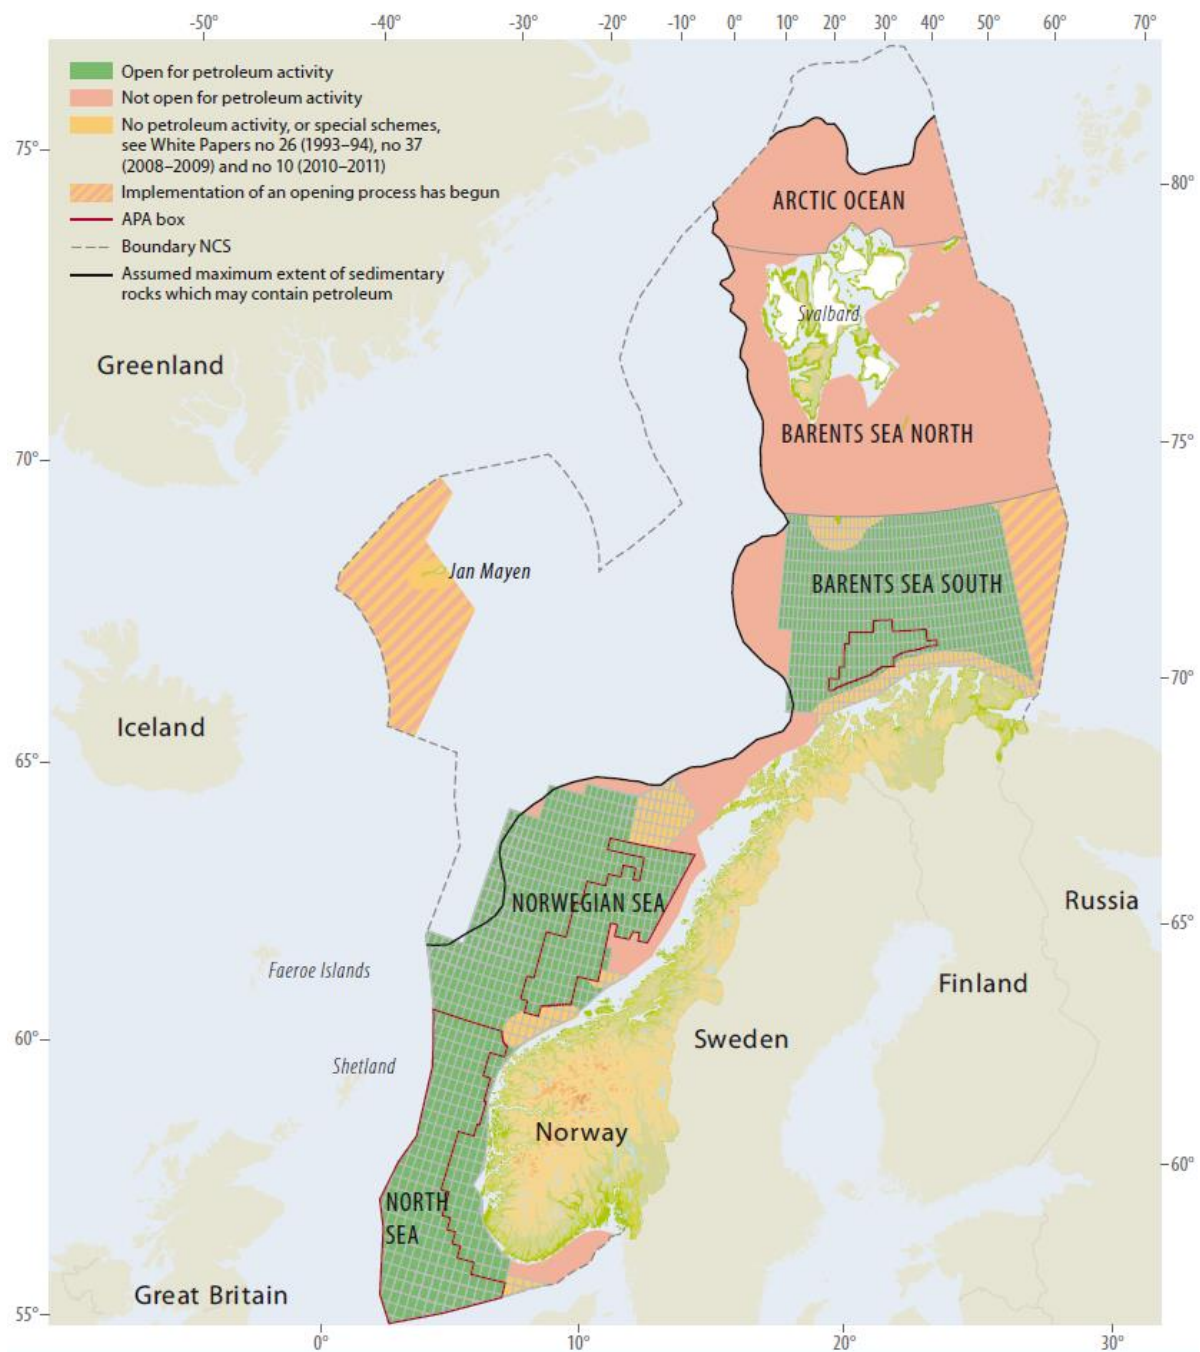 -50° -40° -30° -20° -10° 0° 10° 20° 30° 40° 50° 60° 70°
Open for petroleum activity
Not open for petroleum activity
No petroleum activity, or special schemes,
see White Papers no 26 (1993–94), no 37
(2008–2009) and no 10 (2010–2011)
Implementation of an opening process has begun
APA box
Boundary NCS
Assumed maximum extent of sedimentary
rocks which may contain petroleum
75°
80°
ARCTIC OCEAN
Svalbard
Greenland
BARENTS SEA NORTH
75°
70°
Jan Mayen
BARENTS SEA SOUTH
70°
Iceland
65°
NORWEGIAN SEA
Russia
65°
Faeroe Islands
Finland
60°
Sweden
Shetland
Norway
60°
NORTH
SEA
Great Britain
55°
0° 10° 20° 30°